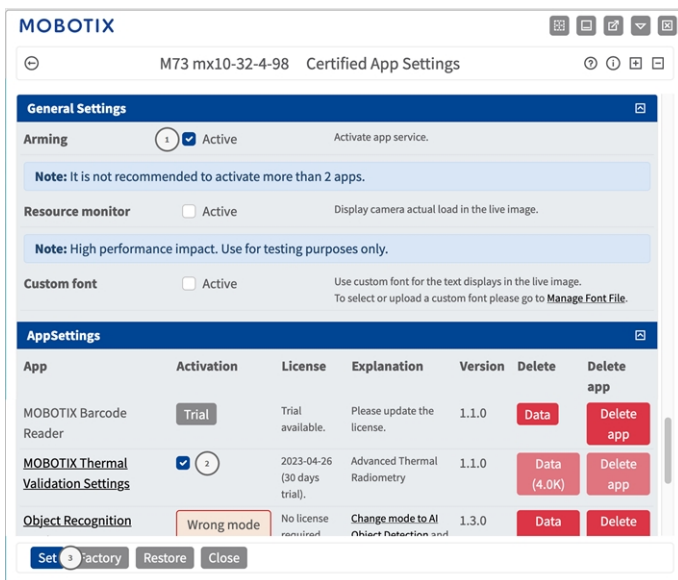 MOBOTIX
M73 mx10-32-4-98 Certified App Settings
General Settings
Arming 1 Active Activate app service.
Note: It is not recommended to activate more than 2 apps.
Resource monitor Active Display camera actual load in the live image.
Note: High performance impact. Use for testing purposes only.
Custom font Active Use custom font for the text displays in the live image.
To select or upload a custom font please go to Manage Font File.
AppSettings
App Activation License Explanation Version Delete Delete
app
MOBOTIX Barcode Trial Trial Please update the 1.1.0 Data Delete
Reader available. license. app
MOBOTIX Thermal 2 2023-04-26 Advanced Thermal 1.1.0 Data Delete
Validation Settings (30 days Radiometry (4.0K) app
trial).
Object Recognition Wrong mode No license Change mode to AI 1.3.0 Data Delete
required Object Detection and
Set 3 Factory Restore Close